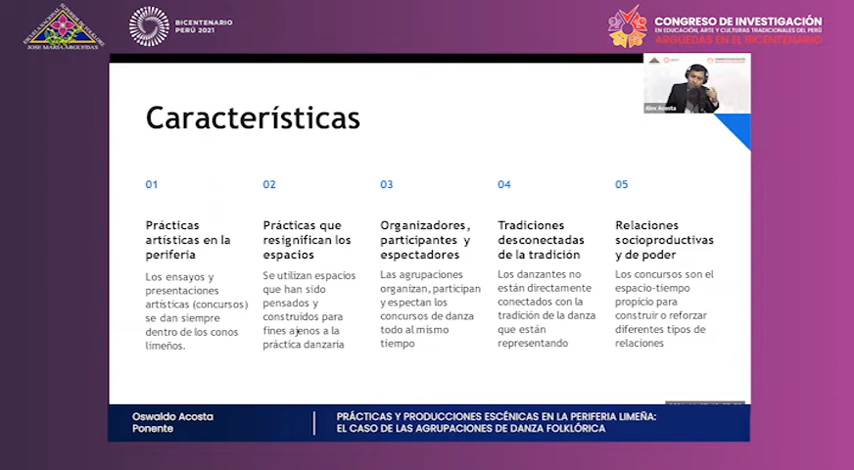 ESCUELA NACIONAL SUPERIOR DE FOLKLORE
JOSÉ MARÍA ARGUEDAS
BICENTENARIO
PERÚ 2021
CONGRESO DE INVESTIGACIÓN
EN EDUCACIÓN, ARTE Y CULTURAS TRADICIONALES DEL PERÚ
ARGUEDAS EN EL BICENTENARIO
Alex Acosta
Características
01
Prácticas
artísticas en la
periferia
Los ensayos y
presentaciones
artísticas (concursos)
se dan siempre
dentro de los conos
limeños.
02
Prácticas que
resignifican los
espacios
Se utilizan espacios
que han sido
pensados y
construidos para
fines ajenos a la
práctica danzaria
03
Organizadores,
participantes y
espectadores
Las agrupaciones
organizan, participan
y espectan los
concursos de danza
todo al mismo
tiempo
04
Tradiciones
desconectadas
de la tradición
Los danzantes no
están directamente
conectados con la
tradición de la danza
que están
representando
05
Relaciones
socioproductivas
y de poder
Los concursos son el
espacio-tiempo
propicio para
construir o reforzar
diferentes tipos de
relaciones
Oswaldo Acosta
Ponente
PRÁCTICAS Y PRODUCCIONES ESCÉNICAS EN LA PERIFERIA LIMEÑA:
EL CASO DE LAS AGRUPACIONES DE DANZA FOLKLÓRICA